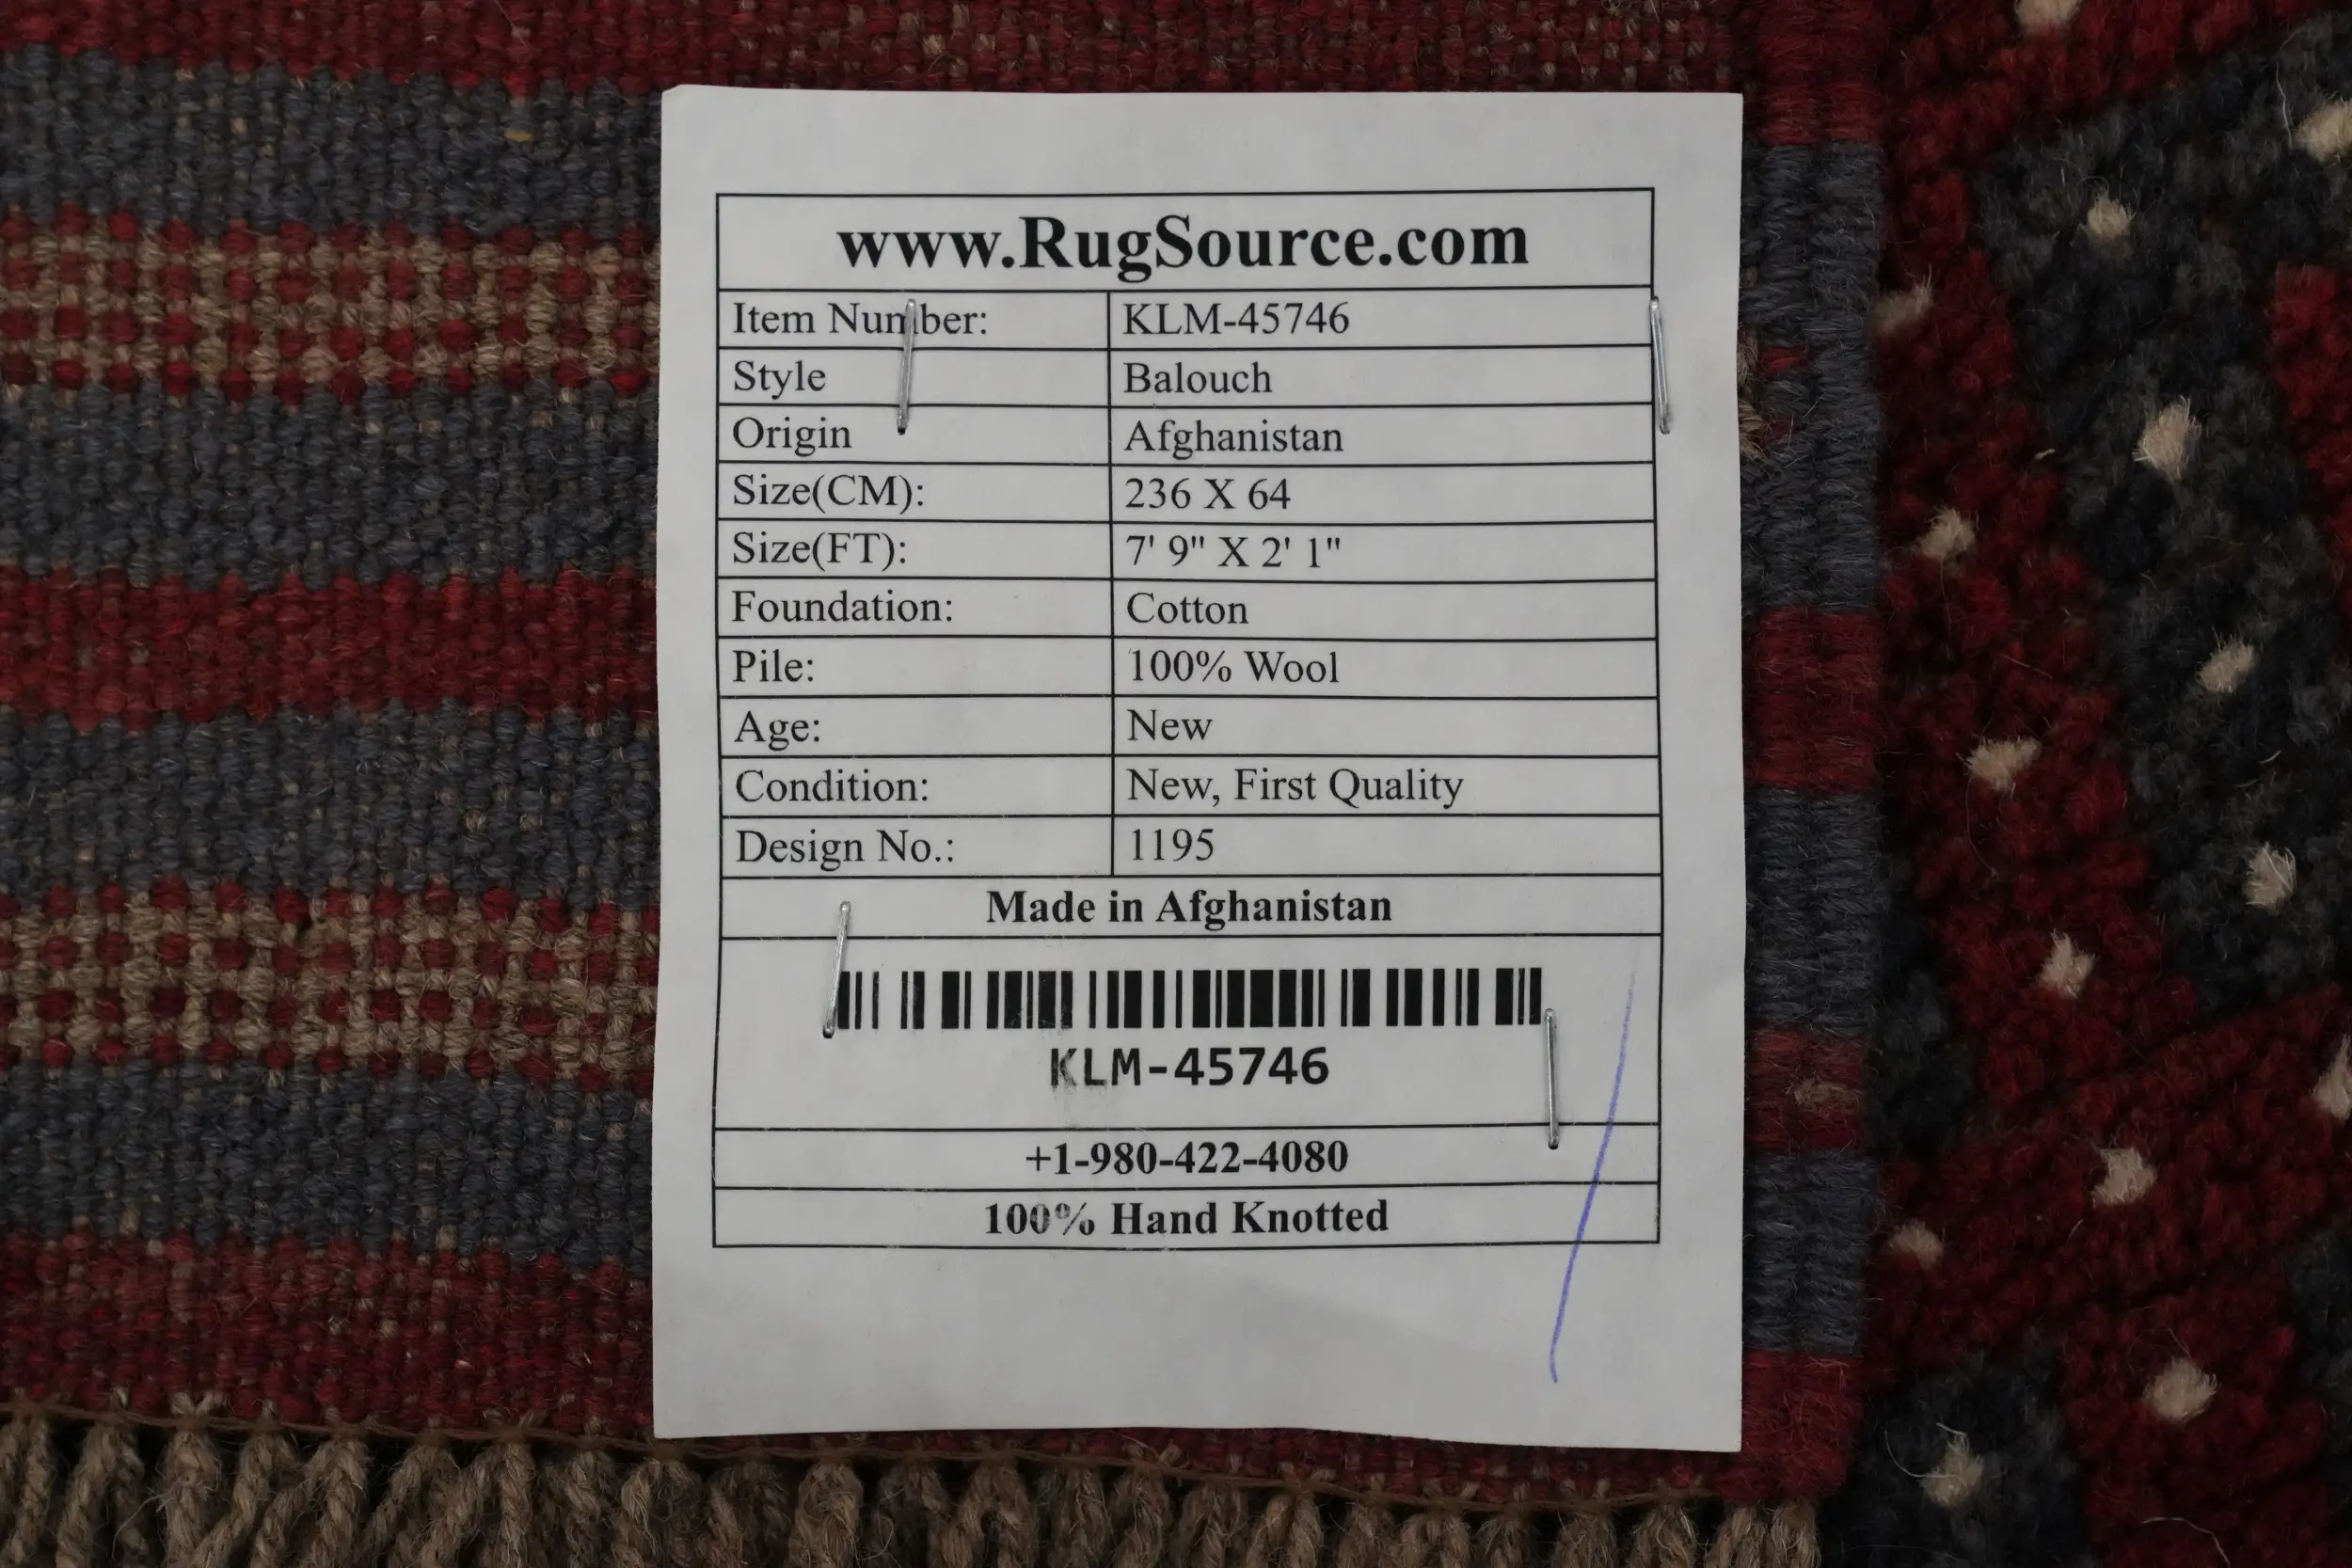 www.RugSource.com
Item Number: KLM-45746
Style Balouch
Origin Afghanistan
Size(CM): 236 X 64
Size(FT): 7' 9" X 2' 1"
Foundation: Cotton
Pile: 100% Wool
Age: New
Condition: New, First Quality
Design No.: 1195
Made in Afghanistan
KLM-45746
+1-980-422-4080
100% Hand Knotted